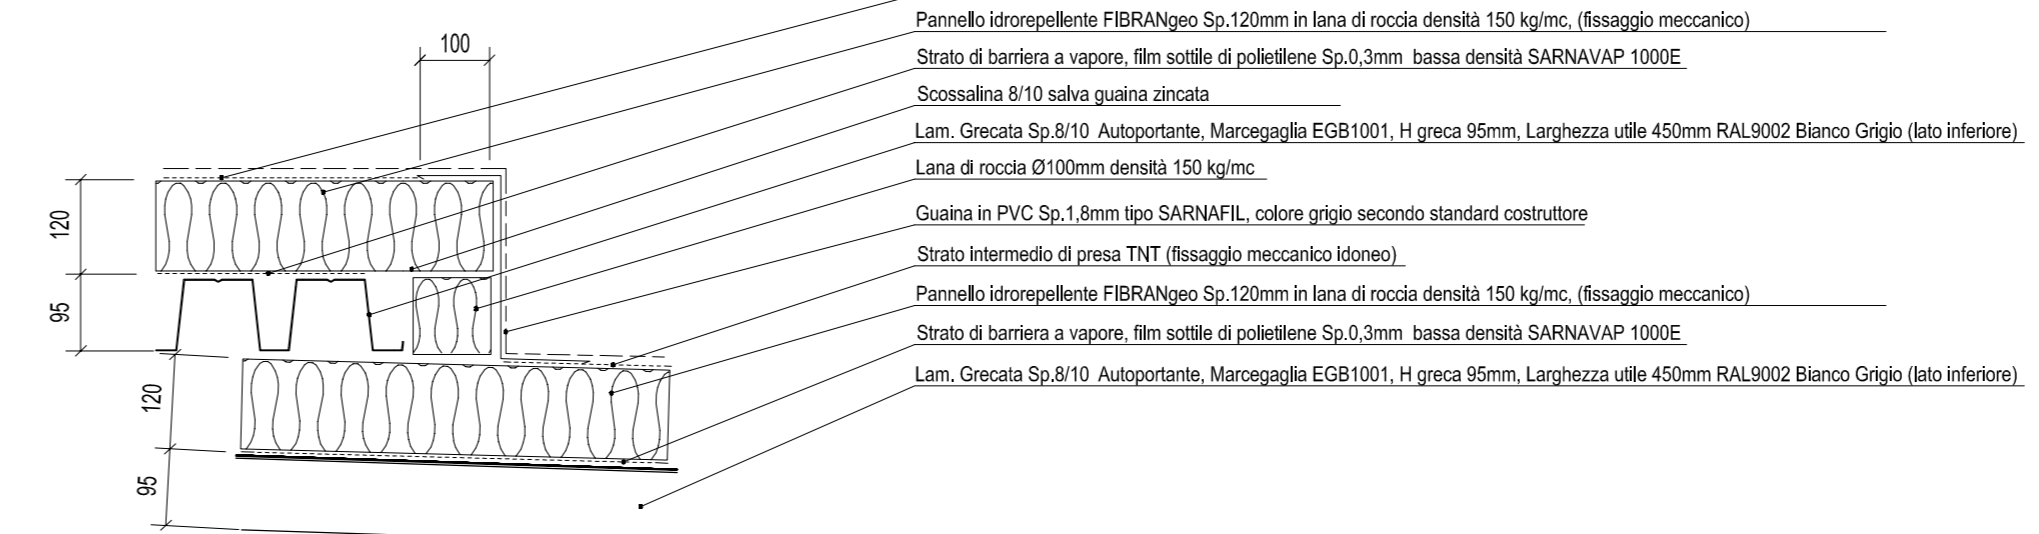 Pannello idrorepellente FIBRANgeo Sp.120mm in lana di roccia densità 150 kg/mc, (fissaggio meccanico)
100
Strato di barriera a vapore, film sottile di polietilene Sp.0,3mm bassa densità SARNAVAP 1000E
Scossalina 8/10 salva guaina zincata
Lam. Grecata Sp.8/10 Autoportante, Marcegaglia EGB1001, H greca 95mm, Larghezza utile 450mm RAL9002 Bianco Grigio (lato inferiore)
Lana di roccia Ø100mm densità 150 kg/mc
120
Guaina in PVC Sp.1,8mm tipo SARNAFIL, colore grigio secondo standard costruttore
Strato intermedio di presa TNT (fissaggio meccanico idoneo)
95
Pannello idrorepellente FIBRANgeo Sp.120mm in lana di roccia densità 150 kg/mc, (fissaggio meccanico)
Strato di barriera a vapore, film sottile di polietilene Sp.0,3mm bassa densità SARNAVAP 1000E
Lam. Grecata Sp.8/10 Autoportante, Marcegaglia EGB1001, H greca 95mm, Larghezza utile 450mm RAL9002 Bianco Grigio (lato inferiore)
120
95